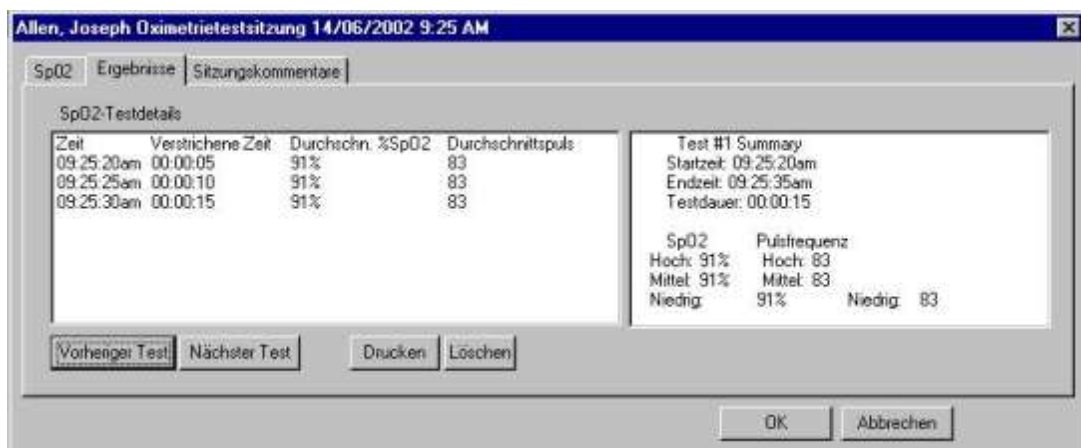 Allen, Joseph Oximetrietestsitzung 14/06/2002 9:25 AM
SpO2 Ergebnisse Sitzungskommentare
SpO2-Testdetails
Zeit Verstrichene Zeit Durchschn. %SpO2 Durchschnittspuls
09:25:20am 00:00:05 91% 83
09:25:25am 00:00:10 91% 83
09:25:30am 00:00:15 91% 83
Test #1 Summary
Startzeit: 09:25:20am
Endzeit: 09:25:35am
Testdauer: 00:00:15
SpO2 Pulsfrequenz
Hoch: 91% Hoch: 83
Mittel: 91% Mittel: 83
Niedrig: 91% Niedrig: 83
Vorheriger Test Nächster Test Drucken Löschen
OK Abbrechen